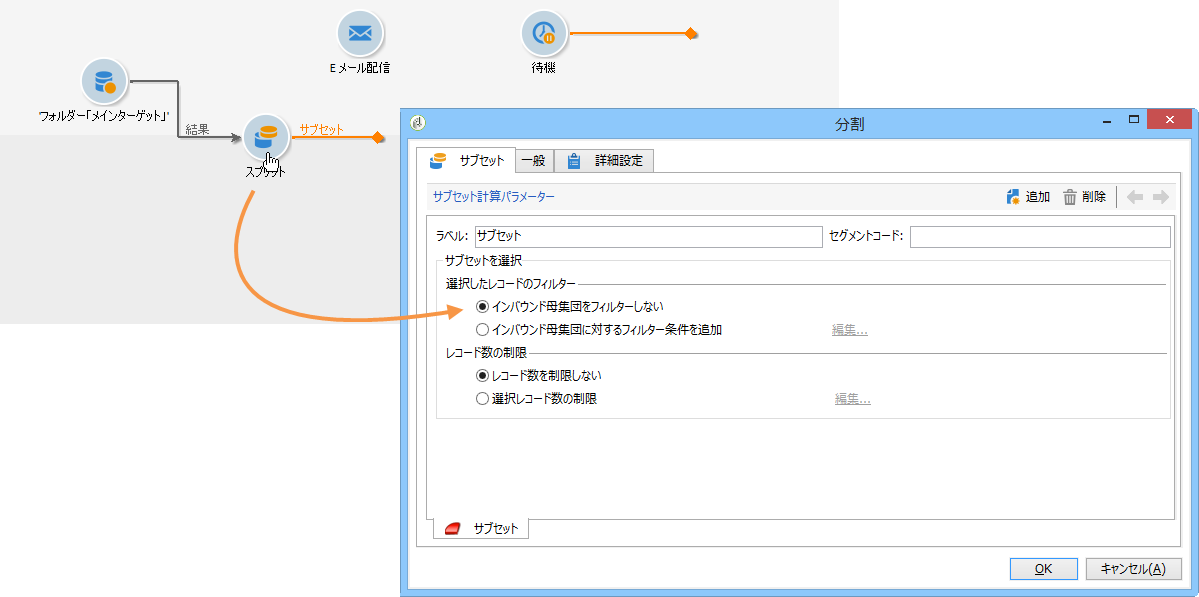 Eメール配信
待機
'フォルダー「メインターゲット」'
結果
サブセット
スプリット
分割
サブセット
一般
詳細設定
サブセット計算パラメーター
追加
削除
ラベル: サブセット セグメントコード:
サブセットを選択
選択したレコードのフィルター
インバウンド母集団をフィルターしない
インバウンド母集団に対するフィルター条件を追加 編集...
レコード数の制限
レコード数を制限しない
選択レコード数の制限 編集...
サブセット
OK キャンセル(A)